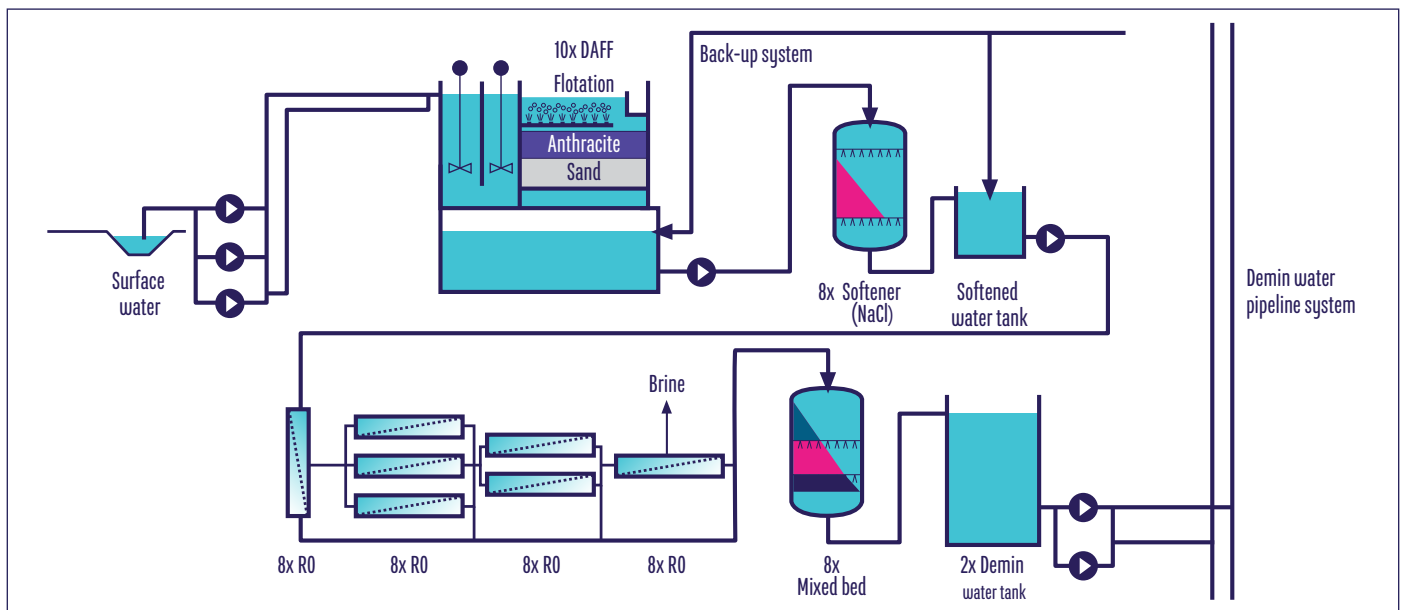 10x DAFF
Flotation
Back-up system
Anthracite
Sand
Surface
water
8x Softener
(NaCl)
Softened
water tank
Demin water
pipeline system
Brine
8x RO
8x RO
8x RO
8x RO
8x
Mixed bed
2x Demin
water tank